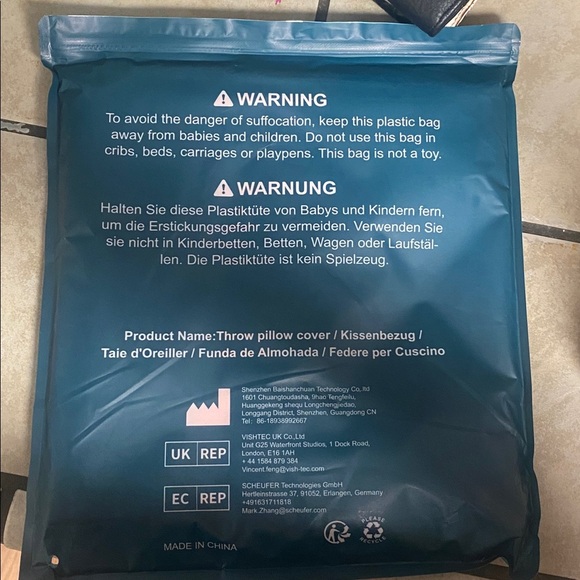 WARNING
To avoid the danger of suffocation, keep this plastic bag
away from babies and children. Do not use this bag in
cribs, beds, carriages or playpens. This bag is not a toy.
WARNUNG
Halten Sie diese Plastiktüte von Babys und Kindern fern,
um die Erstickungsgefahr zu vermeiden. Verwenden Sie
sie nicht in Kinderbetten, Betten, Wagen oder Laufstäl-
len. Die Plastiktüte ist kein Spielzeug.
Product Name:Throw pillow cover / Kissenbezug /
Taie d'Oreiller / Funda de Almohada / Federe per Cuscino
Shenzhen Baishanchuan Technology Co,ltd
1601 Chuangtoudasha, 9hao Tengfeilu,
Huanggekeng shequ Longchengjiedao,
Longgang District, Shenzhen, Guangdong CN
Tel: 86-18938992667
UK REP
VISHTEC UK Co.,Ltd
Unit G25 Waterfront Studios, 1 Dock Road,
London, E16 1AH
+ 44 1584 879 384
Vincent.feng@vish-tec.com
EC REP
SCHEUFER Technologies GmbH
Hertleinstrasse 37, 91052, Erlangen, Germany
+491631711818
Mark.Zhang@scheufer.com
PLEASE
RECYCLE
MADE IN CHINA